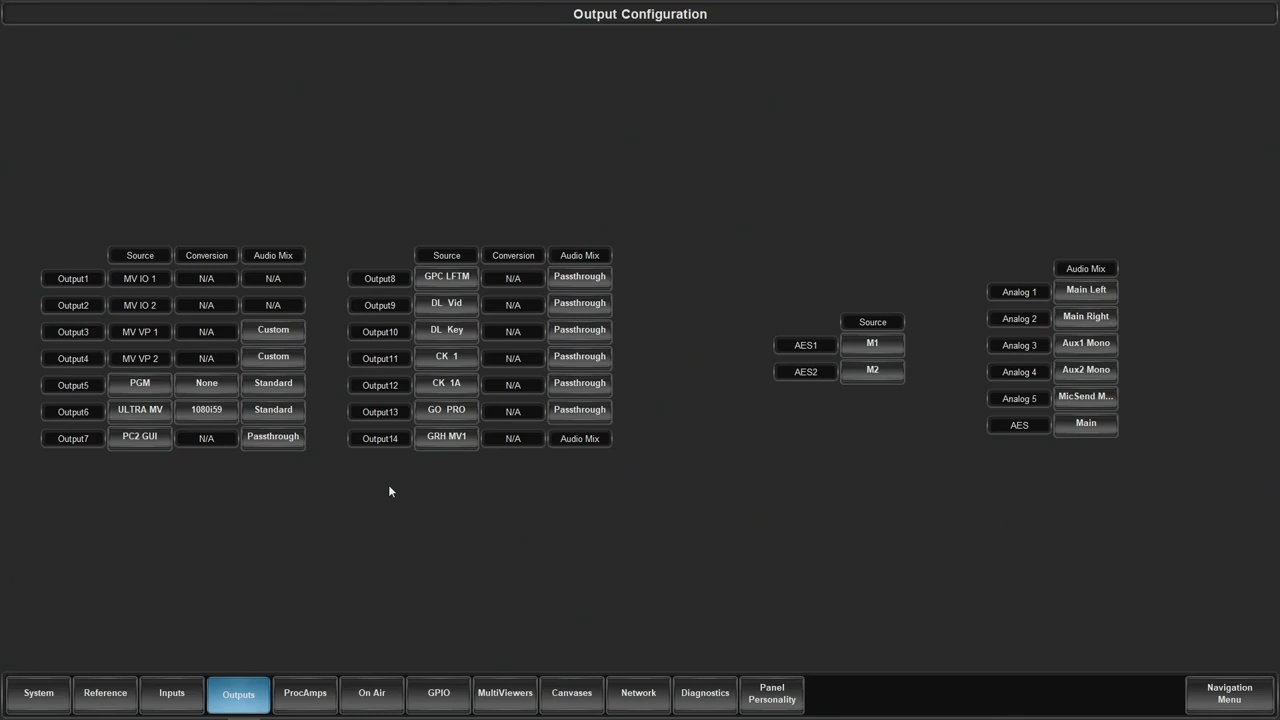 Output Configuration
Source Conversion Audio Mix
Output1 MV IO 1 N/A N/A
Output2 MV IO 2 N/A N/A
Output3 MV VP 1 N/A Custom
Output4 MV VP 2 N/A Custom
Output5 PGM None Standard
Output6 ULTRA MV 1080i59 Standard
Output7 PC2 GUI N/A Passthrough
Source Conversion Audio Mix
Output8 GPC LFTM N/A Passthrough
Output9 DL Vid N/A Passthrough
Output10 DL Key N/A Passthrough
Output11 CK 1 N/A Passthrough
Output12 CK 1A N/A Passthrough
Output13 GO PRO N/A Passthrough
Output14 GRH MV1 N/A Audio Mix
Source
AES1 M1
AES2 M2
Audio Mix
Analog 1 Main Left
Analog 2 Main Right
Analog 3 Aux1 Mono
Analog 4 Aux2 Mono
Analog 5 MicSend M...
AES Main
System Reference Inputs Outputs ProcAmps On Air GPIO MultiViewers Canvases Network Diagnostics Panel Personality Navigation Menu